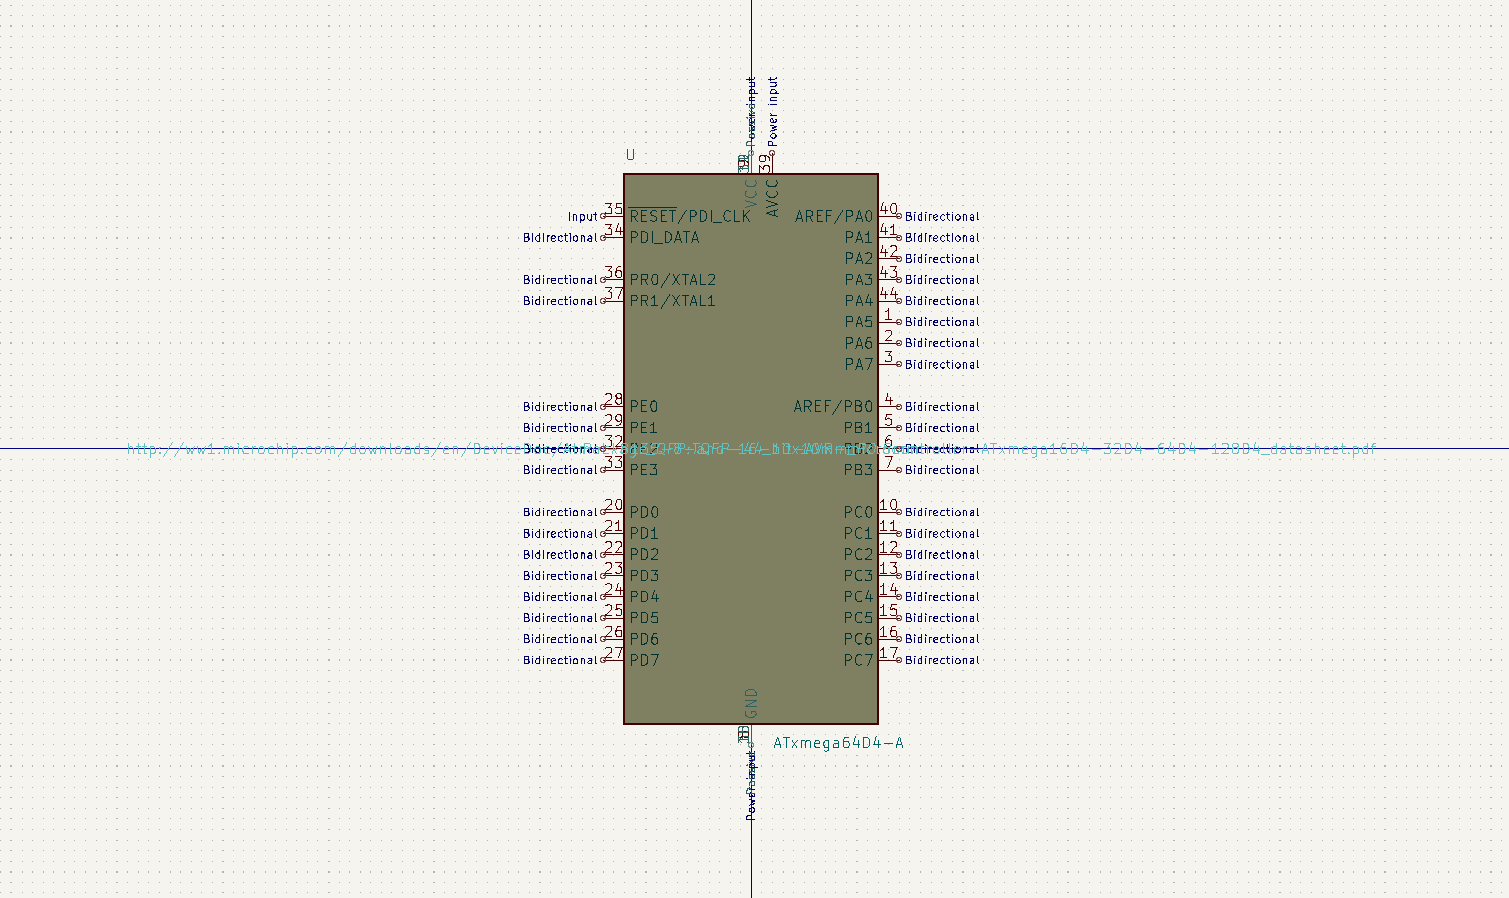 Power input
Power input
U
39
VCC
AVCC
Input 35 RESET/PDI_CLK AREF/PA0 40 Bidirectional
Bidirectional 34 PDI_DATA PA1 41 Bidirectional
PA2 42 Bidirectional
Bidirectional 36 PR0/XTAL2 PA3 43 Bidirectional
Bidirectional 37 PR1/XTAL1 PA4 44 Bidirectional
PA5 1 Bidirectional
PA6 2 Bidirectional
PA7 3 Bidirectional
Bidirectional 28 PE0 AREF/PB0 4 Bidirectional
Bidirectional 29 PE1 PB1 5 Bidirectional
Bidirectional 32 6 Bidirectional
http://ww1.microchip.com/downloads/en/ ATxmega16D4-32D4-64D4-128D4_datasheet.pdf
Bidirectional 33 PE3 PB3 7 Bidirectional
Bidirectional 20 PD0 PC0 10 Bidirectional
Bidirectional 21 PD1 PC1 11 Bidirectional
Bidirectional 22 PD2 PC2 12 Bidirectional
Bidirectional 23 PD3 PC3 13 Bidirectional
Bidirectional 24 PD4 PC4 14 Bidirectional
Bidirectional 25 PD5 PC5 15 Bidirectional
Bidirectional 26 PD6 PC6 16 Bidirectional
Bidirectional 27 PD7 PC7 17 Bidirectional
GND
ATxmega64D4-A
Power input